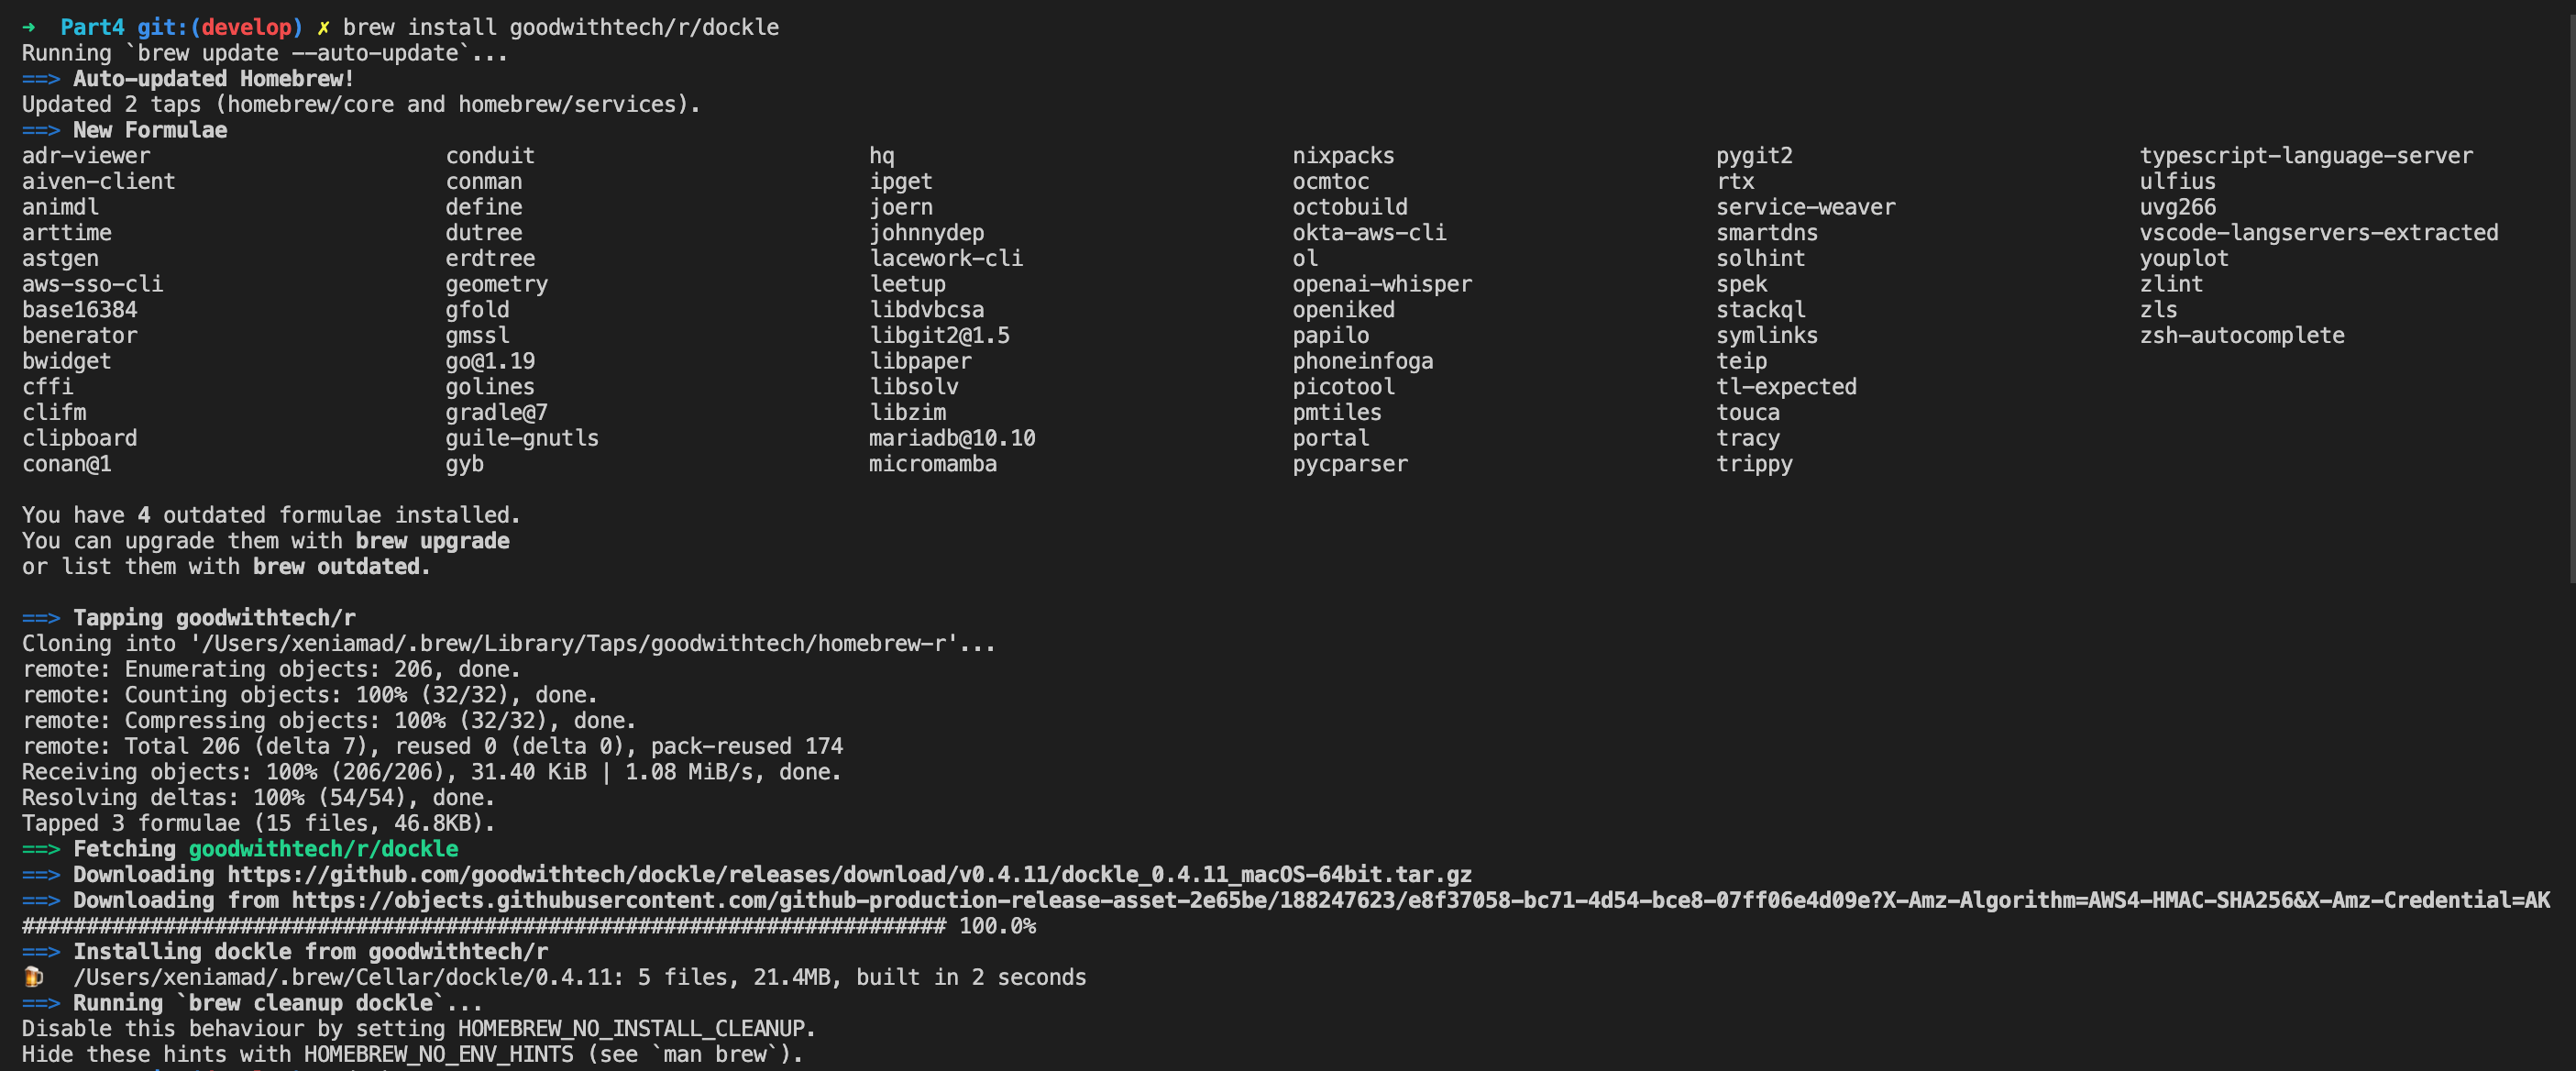 ➜  Part4 git:(develop) ✗ brew install goodwithtech/r/dockle
Running `brew update --auto-update`...
==> Auto-updated Homebrew!
Updated 2 taps (homebrew/core and homebrew/services).
==> New Formulae
adr-viewer conduit hq nixpacks pygit2 typescript-language-server
aiven-client conman ipget ocmtoc rtx ulfius
animdl define joern octobuild service-weaver uvg266
arttime dutree johnnydep okta-aws-cli smartdns vscode-langservers-extracted
astgen erdtree lacework-cli ol solhint youplot
aws-sso-cli geometry leetup openai-whisper spek zlint
base16384 gfold libdvbcsa openiked stackql zls
benerator gmssl libgit2@1.5 papilo symlinks zsh-autocomplete
bwidget go@1.19 libpaper phoneinfoga teip
cffi golines libsolv picotool tl-expected
clifm gradle@7 libzim pmtiles touca
clipboard guile-gnutls mariadb@10.10 portal tracy
conan@1 gyb micromamba pycparser trippy
You have 4 outdated formulae installed.
You can upgrade them with brew upgrade
or list them with brew outdated.
==> Tapping goodwithtech/r
Cloning into '/Users/xeniamad/.brew/Library/Taps/goodwithtech/homebrew-r'...
remote: Enumerating objects: 206, done.
remote: Counting objects: 100% (32/32), done.
remote: Compressing objects: 100% (32/32), done.
remote: Total 206 (delta 7), reused 0 (delta 0), pack-reused 174
Receiving objects: 100% (206/206), 31.40 KiB | 1.08 MiB/s, done.
Resolving deltas: 100% (54/54), done.
Tapped 3 formulae (15 files, 46.8KB).
==> Fetching goodwithtech/r/dockle
==> Downloading https://github.com/goodwithtech/dockle/releases/download/v0.4.11/dockle_0.4.11_macOS-64bit.tar.gz
==> Downloading from https://objects.githubusercontent.com/github-production-release-asset-2e65be/188247623/e8f37058-bc71-4d54-bce8-07ff06e4d09e?X-Amz-Algorithm=AWS4-HMAC-SHA256&X-Amz-Credential=AK
######################################################################## 100.0%
==> Installing dockle from goodwithtech/r
🍺  /Users/xeniamad/.brew/Cellar/dockle/0.4.11: 5 files, 21.4MB, built in 2 seconds
==> Running `brew cleanup dockle`...
Disable this behaviour by setting HOMEBREW_NO_INSTALL_CLEANUP.
Hide these hints with HOMEBREW_NO_ENV_HINTS (see `man brew`).